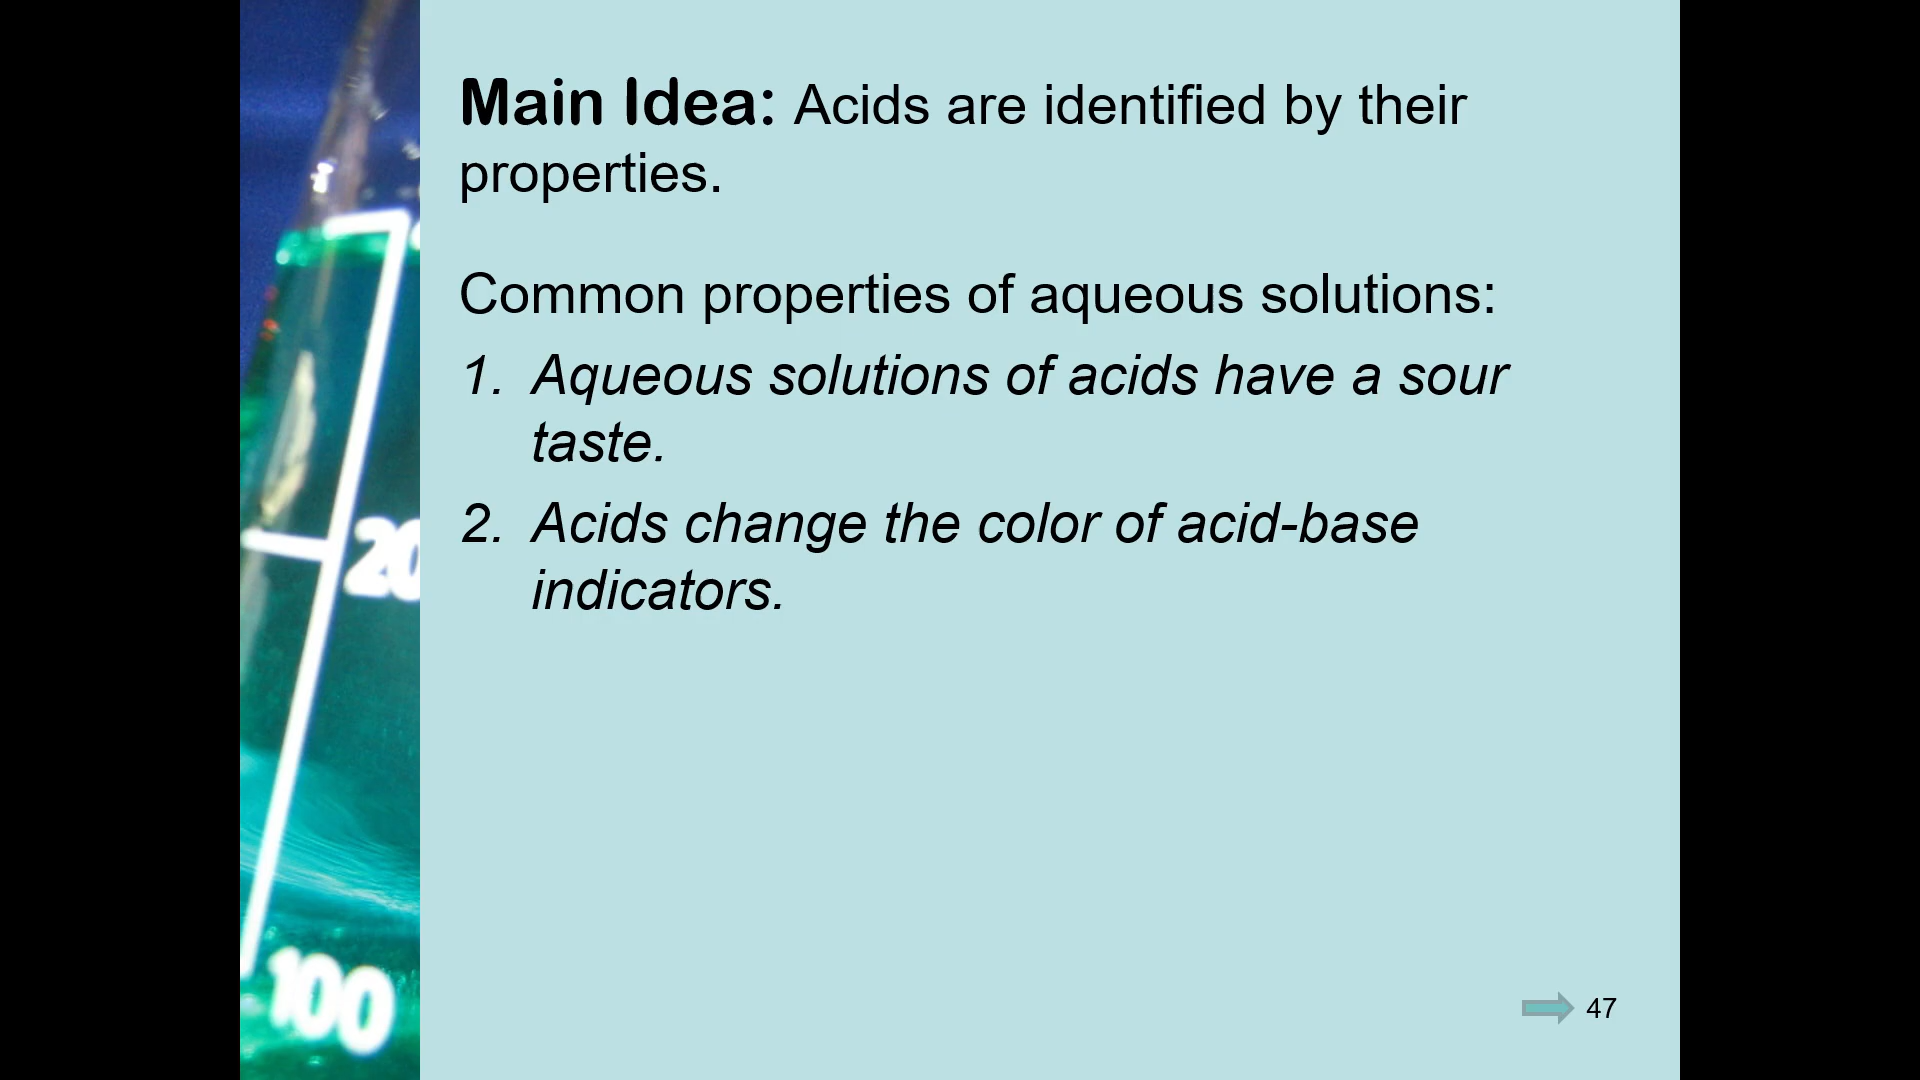 Main Idea: Acids are identified by their
properties.
Common properties of aqueous solutions:
1. Aqueous solutions of acids have a sour
taste.
2. Acids change the color of acid-base
indicators.
20
100
47